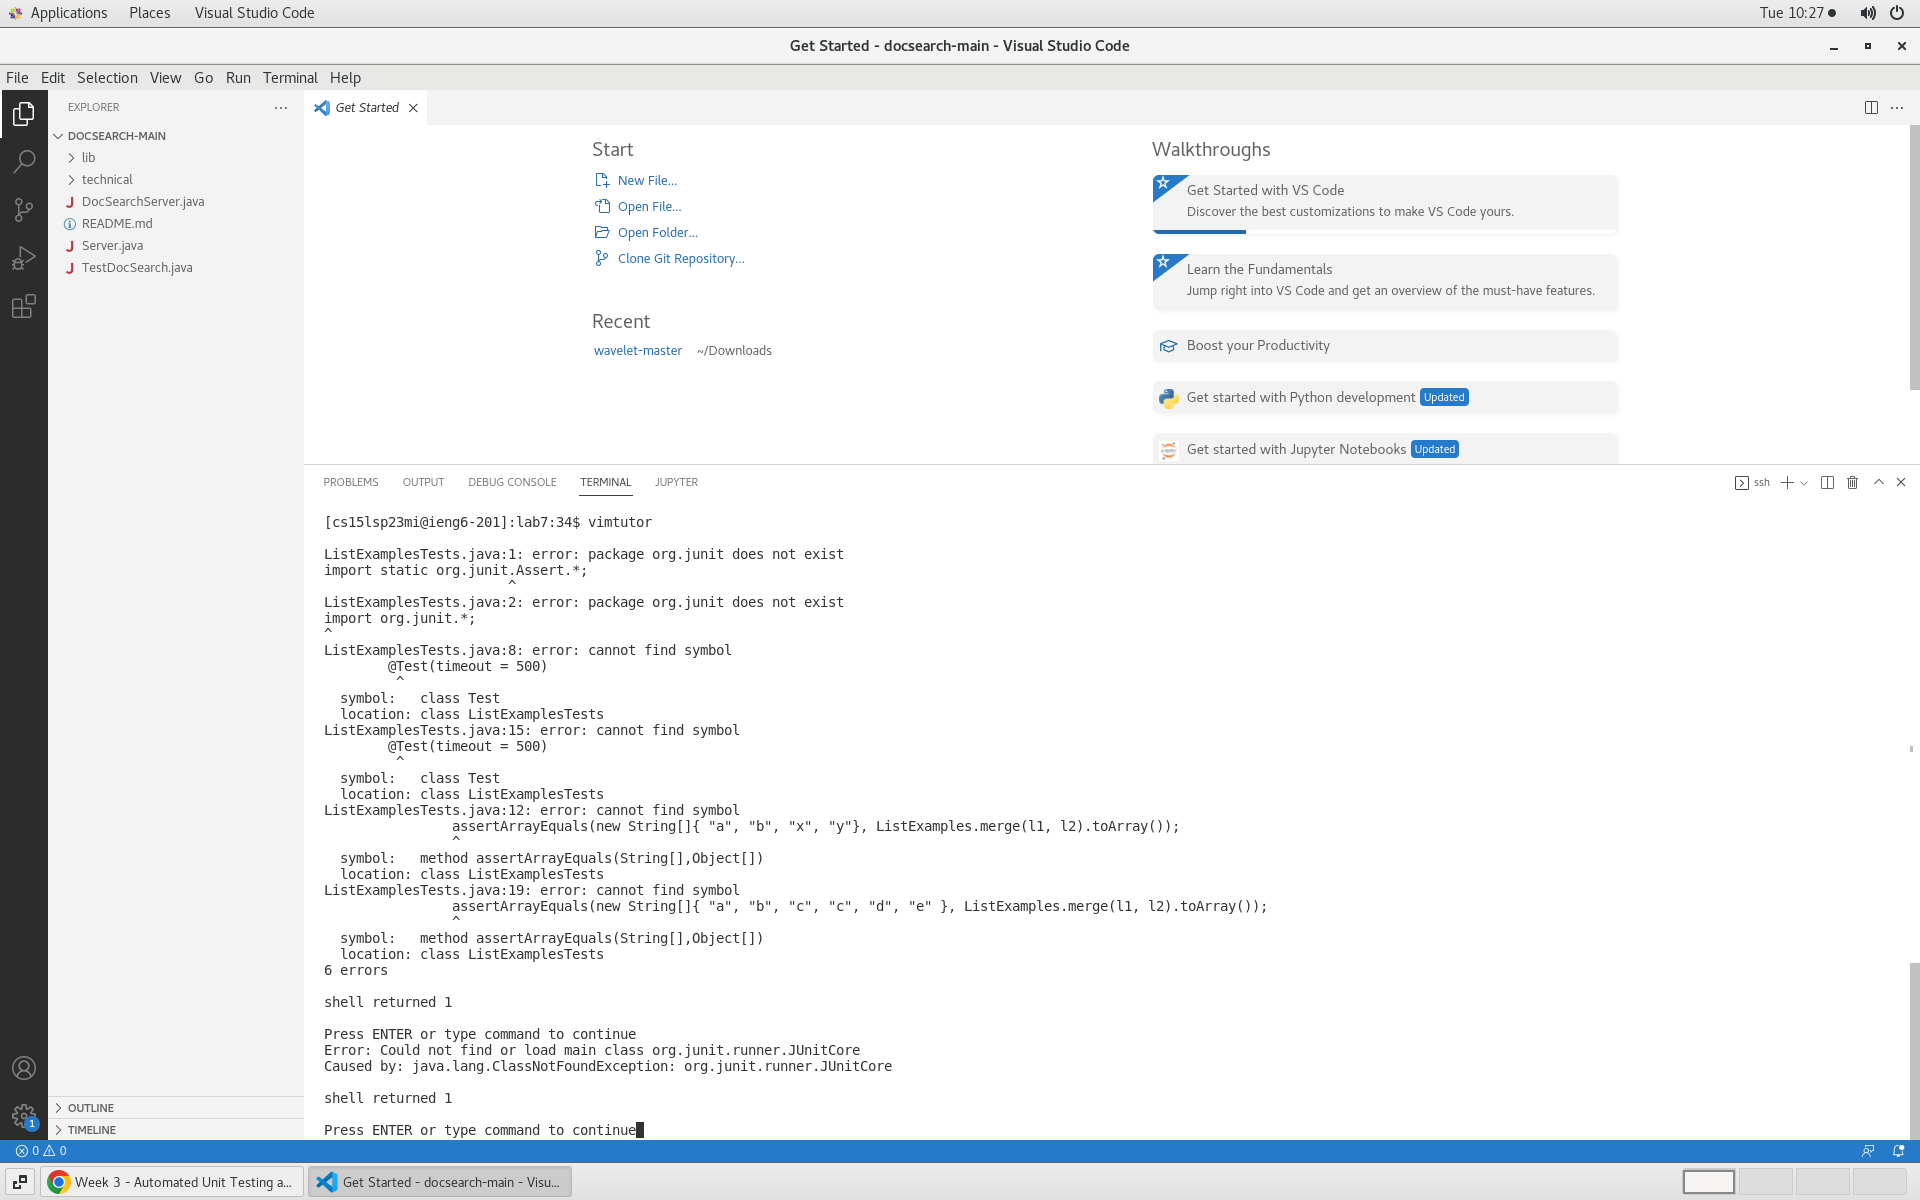 Applications Places Visual Studio Code Tue 10:27
Get Started - docsearch-main - Visual Studio Code
File Edit Selection View Go Run Terminal Help
EXPLORER
DOCSEARCH-MAIN
lib
technical
DocSearchServer.java
README.md
Server.java
TestDocSearch.java
OUTLINE
TIMELINE
Get Started
Start
New File...
Open File...
Open Folder...
Clone Git Repository...
Recent
wavelet-master ~/Downloads
Walkthroughs
Get Started with VS Code
Discover the best customizations to make VS Code yours.
Learn the Fundamentals
Jump right into VS Code and get an overview of the must-have features.
Boost your Productivity
Get started with Python development Updated
Get started with Jupyter Notebooks Updated
PROBLEMS OUTPUT DEBUG CONSOLE TERMINAL JUPYTER ssh
[cs15lsp23mi@ieng6-201]:lab7:34$ vimtutor
ListExamplesTests.java:1: error: package org.junit does not exist
import static org.junit.Assert.*;
^
ListExamplesTests.java:2: error: package org.junit does not exist
import org.junit.*;
^
ListExamplesTests.java:8: error: cannot find symbol
@Test(timeout = 500)
^
symbol: class Test
location: class ListExamplesTests
ListExamplesTests.java:15: error: cannot find symbol
@Test(timeout = 500)
^
symbol: class Test
location: class ListExamplesTests
ListExamplesTests.java:12: error: cannot find symbol
assertArrayEquals(new String[]{ "a", "b", "x", "y"}, ListExamples.merge(l1, l2).toArray());
^
symbol: method assertArrayEquals(String[],Object[])
location: class ListExamplesTests
ListExamplesTests.java:19: error: cannot find symbol
assertArrayEquals(new String[]{ "a", "b", "c", "c", "d", "e" }, ListExamples.merge(l1, l2).toArray());
^
symbol: method assertArrayEquals(String[],Object[])
location: class ListExamplesTests
6 errors
shell returned 1
Press ENTER or type command to continue
Error: Could not find or load main class org.junit.runner.JUnitCore
Caused by: java.lang.ClassNotFoundException: org.junit.runner.JUnitCore
shell returned 1
Press ENTER or type command to continue
1
0 0
Week 3 - Automated Unit Testing a... Get Started - docsearch-main - Visu...